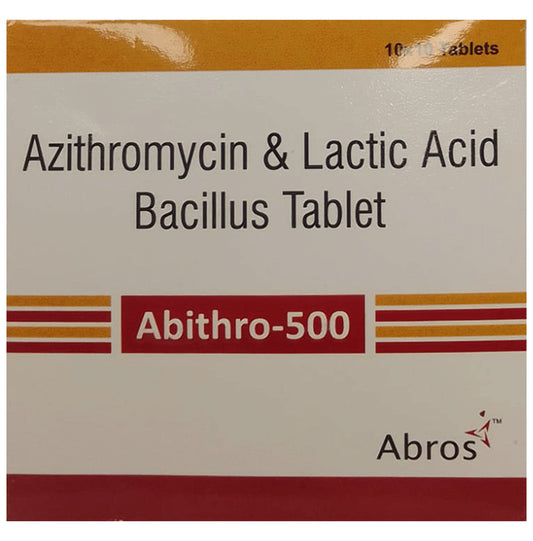 10x10 Tablets
Azithromycin & Lactic Acid
Bacillus Tablet
Abithro-500
Abros™